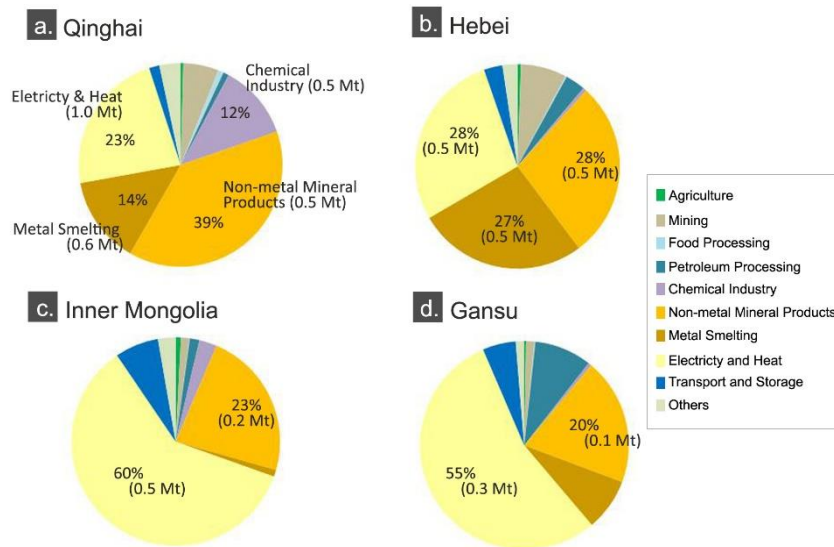 a. Qinghai
Chemical
Industry (0.5 Mt)
12%
Eletricty & Heat
(1.0 Mt)
23%
Non-metal Mineral
Products (0.5 Mt)
39%
14%
Metal Smelting
(0.6 Mt)
b. Hebei
28%
(0.5 Mt)
28%
(0.5 Mt)
27%
(0.5 Mt)
Agriculture
Mining
Food Processing
Petroleum Processing
Chemical Industry
Non-metal Mineral Products
Metal Smelting
Electricty and Heat
Transport and Storage
Others
c. Inner Mongolia
23%
(0.2 Mt)
60%
(0.5 Mt)
d. Gansu
20%
(0.1 Mt)
55%
(0.3 Mt)